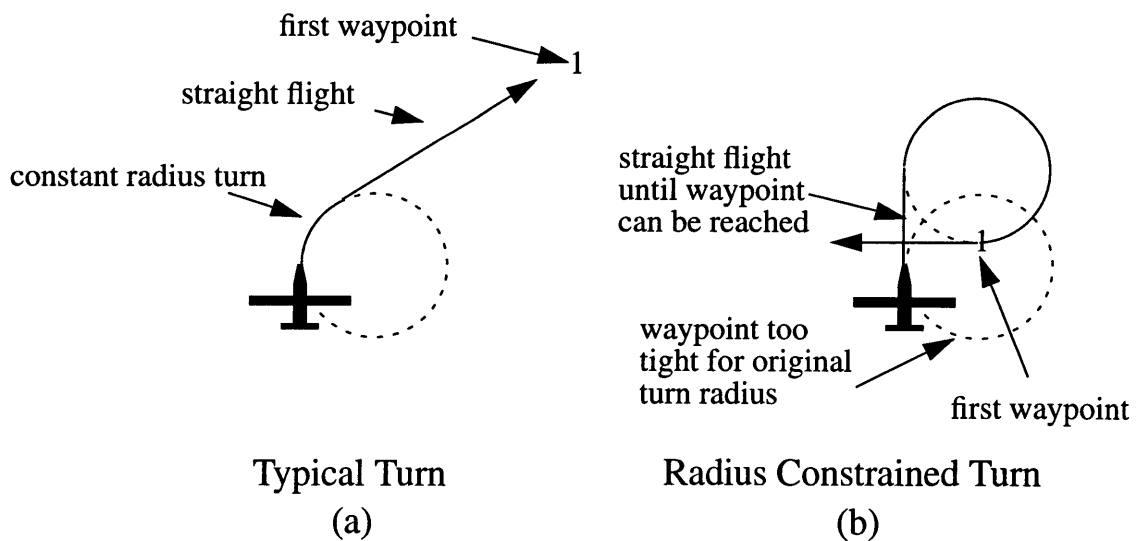 first waypoint
1
straight flight
constant radius turn
Typical Turn
(a)
straight flight
until waypoint
can be reached
1
waypoint too
tight for original
turn radius
first waypoint
Radius Constrained Turn
(b)